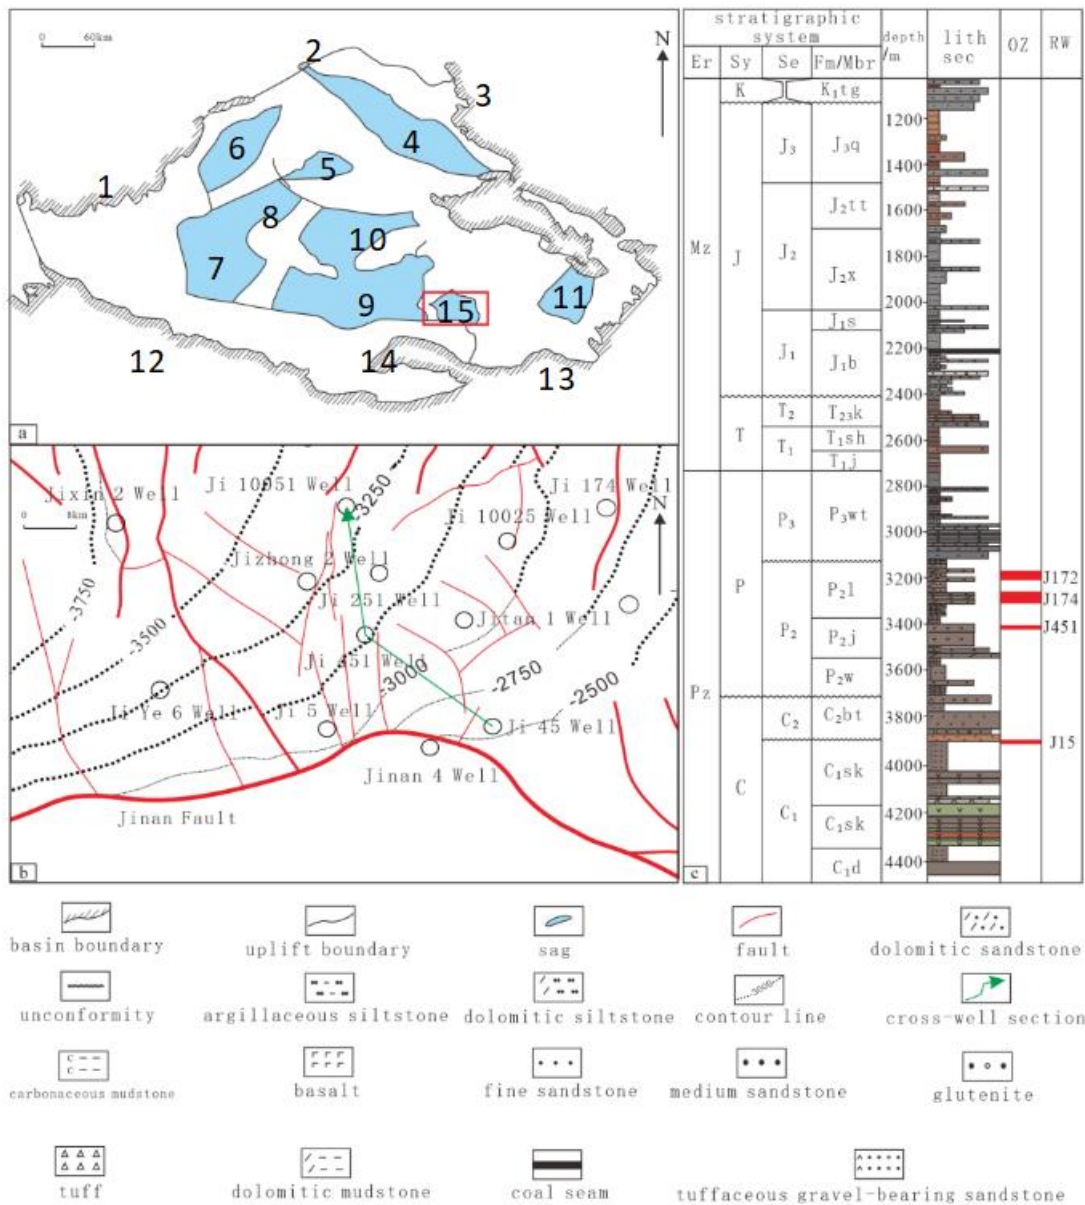 0 60km
N
2
3
4
6
5
1
8
10
7
11
9
15
12
14
13
a
Jixin 2 Well
Ji 10051 Well
Ji 174 Well
-3250
N
0 8km
Ji 10025 Well
Jizhong 2 Well
-3750
-3500
Ji 251 Well
Jitan 1 Well
Ji 451 Well
-3000
-2750
-2500
Ji Ye 6 Well
Ji 5 Well
Ji 45 Well
Jinan 4 Well
Jinan Fault
b
stratigraphic system
depth /m
lith sec
OZ
RW
Er Sy Se Fm/Mbr
K K₁tg
1200
J₃ J₃q
1400
J₂tt
1600
1800
Mz J J₂ J₂x
2000
J₁s
2200
J₁ J₁b
2400
T₂ T₂₃k
T T₁ T₁sh
2600
T₁j
2800
P₃ P₃wt
3000
3200 J172
P P₂l
J174
3400 J451
P₂ P₂j
3600
P₂w
Pz
C₂ C₂bt
3800
J15
C₁sk
4000
C
C₁
4200
C₁sk
4400
C₁d
c
basin boundary
uplift boundary
sag
fault
dolomitic sandstone
unconformity
argillaceous siltstone
dolomitic siltstone
-3000
contour line
cross-well section
C
C
carbonaceous mudstone
basalt
fine sandstone
medium sandstone
glutenite
tuff
dolomitic mudstone
coal seam
tuffaceous gravel-bearing sandstone